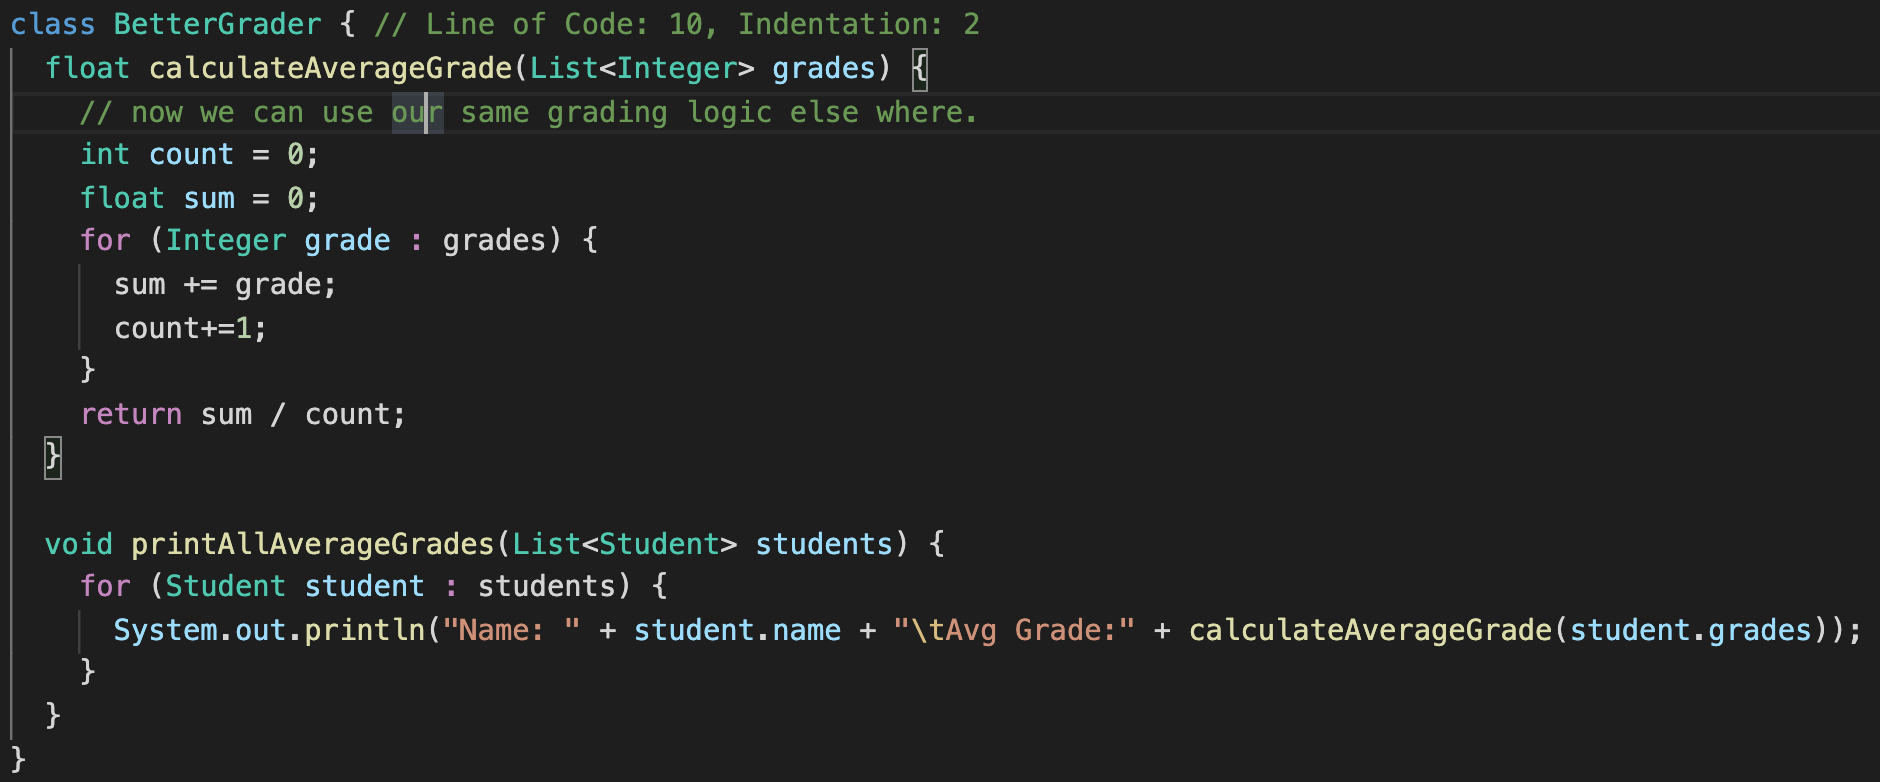 class BetterGrader { // Line of Code: 10, Indentation: 2
  float calculateAverageGrade(List<Integer> grades) {
    // now we can use our same grading logic else where.
    int count = 0;
    float sum = 0;
    for (Integer grade : grades) {
      sum += grade;
      count+=1;
    }
    return sum / count;
  }

  void printAllAverageGrades(List<Student> students) {
    for (Student student : students) {
      System.out.println("Name: " + student.name + "\tAvg Grade:" + calculateAverageGrade(student.grades));
    }
  }
}